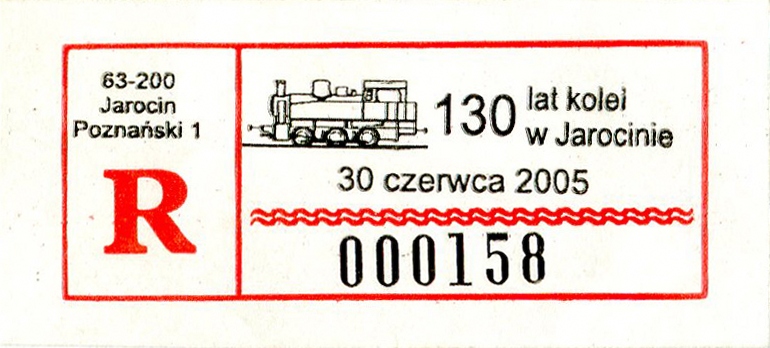 63-200
Jarocin
Poznański 1
R
130 lat kolei
w Jarocinie
30 czerwca 2005
000158